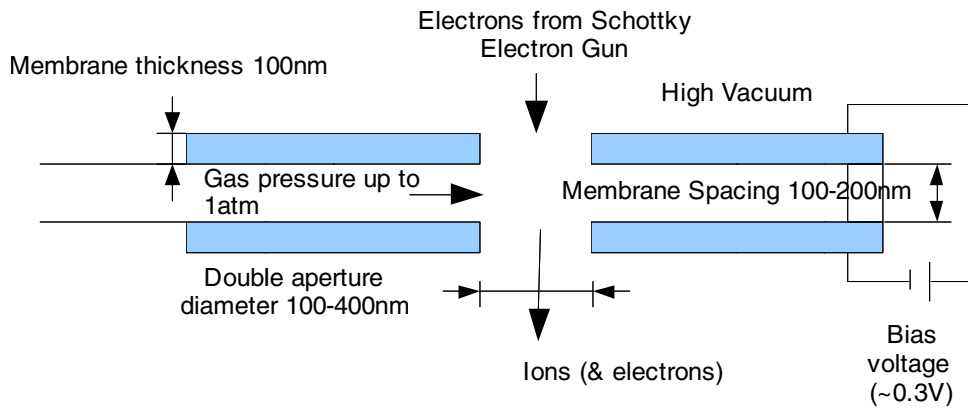 Electrons from Schottky
Electron Gun
Membrane thickness 100nm
High Vacuum
Gas pressure up to
1atm
Membrane Spacing 100-200nm
Double aperture
diameter 100-400nm
Ions (& electrons)
Bias
voltage
(~0.3V)